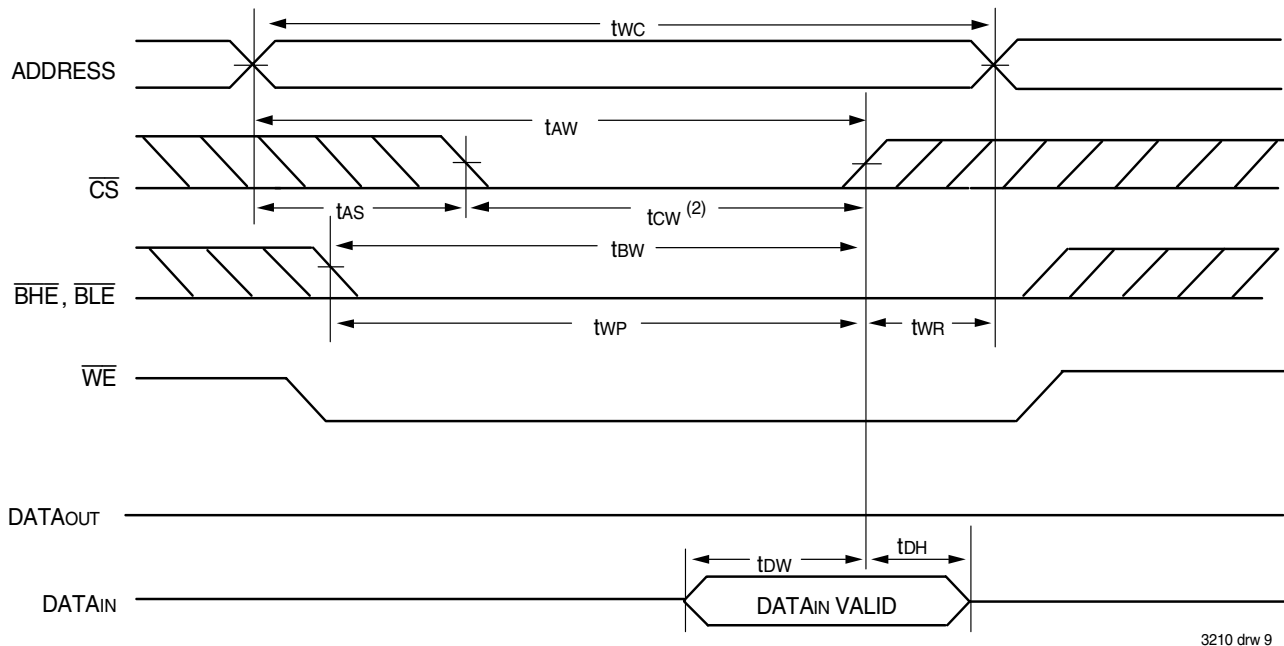 tWC
ADDRESS
tAW
CS
tAS
tCW (2)
tBW
BHE, BLE
tWP
tWR
WE
DATAOUT
tDW
tDH
DATAIN
DATAIN VALID
3210 drw 9